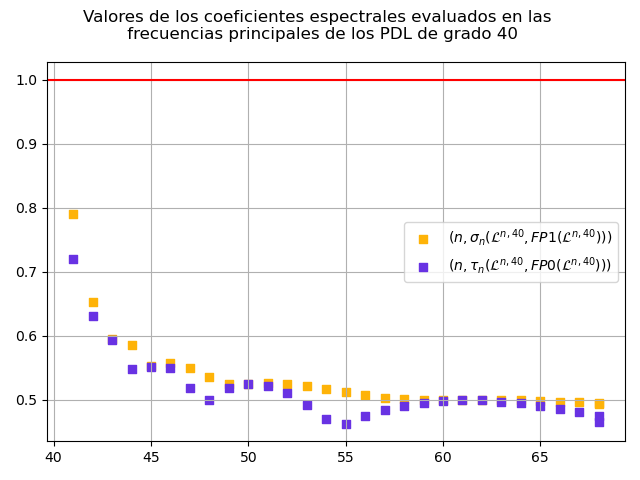 Valores de los coeficientes espectrales evaluados en las
frecuencias principales de los PDL de grado 40
1.0
0.9
0.8
0.7
0.6
0.5
(n, σₙ(ℒⁿ,⁴⁰, FP1(ℒⁿ,⁴⁰)))
(n, τₙ(ℒⁿ,⁴⁰, FP0(ℒⁿ,⁴⁰)))
40 45 50 55 60 65